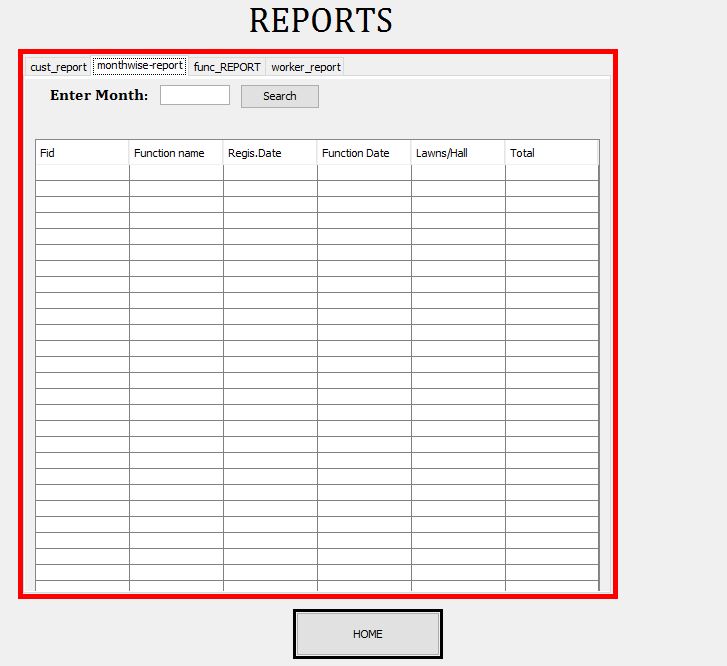 REPORTS
cust_report monthwise-report func_REPORT worker_report
Enter Month: Search
Fid Function name Regis.Date Function Date Lawns/Hall Total
HOME